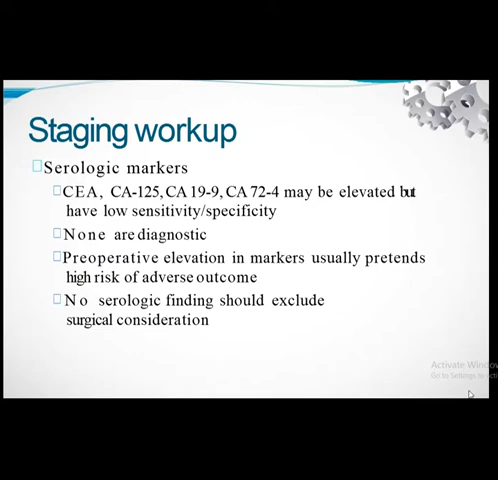 Staging workup
Serologic markers
CEA, CA-125, CA 19-9, CA 72-4 may be elevated but
have low sensitivity/specificity
None are diagnostic
Preoperative elevation in markers usually pretends
high risk of adverse outcome
No serologic finding should exclude
surgical consideration
Activate Windo
Go to Settings to acti